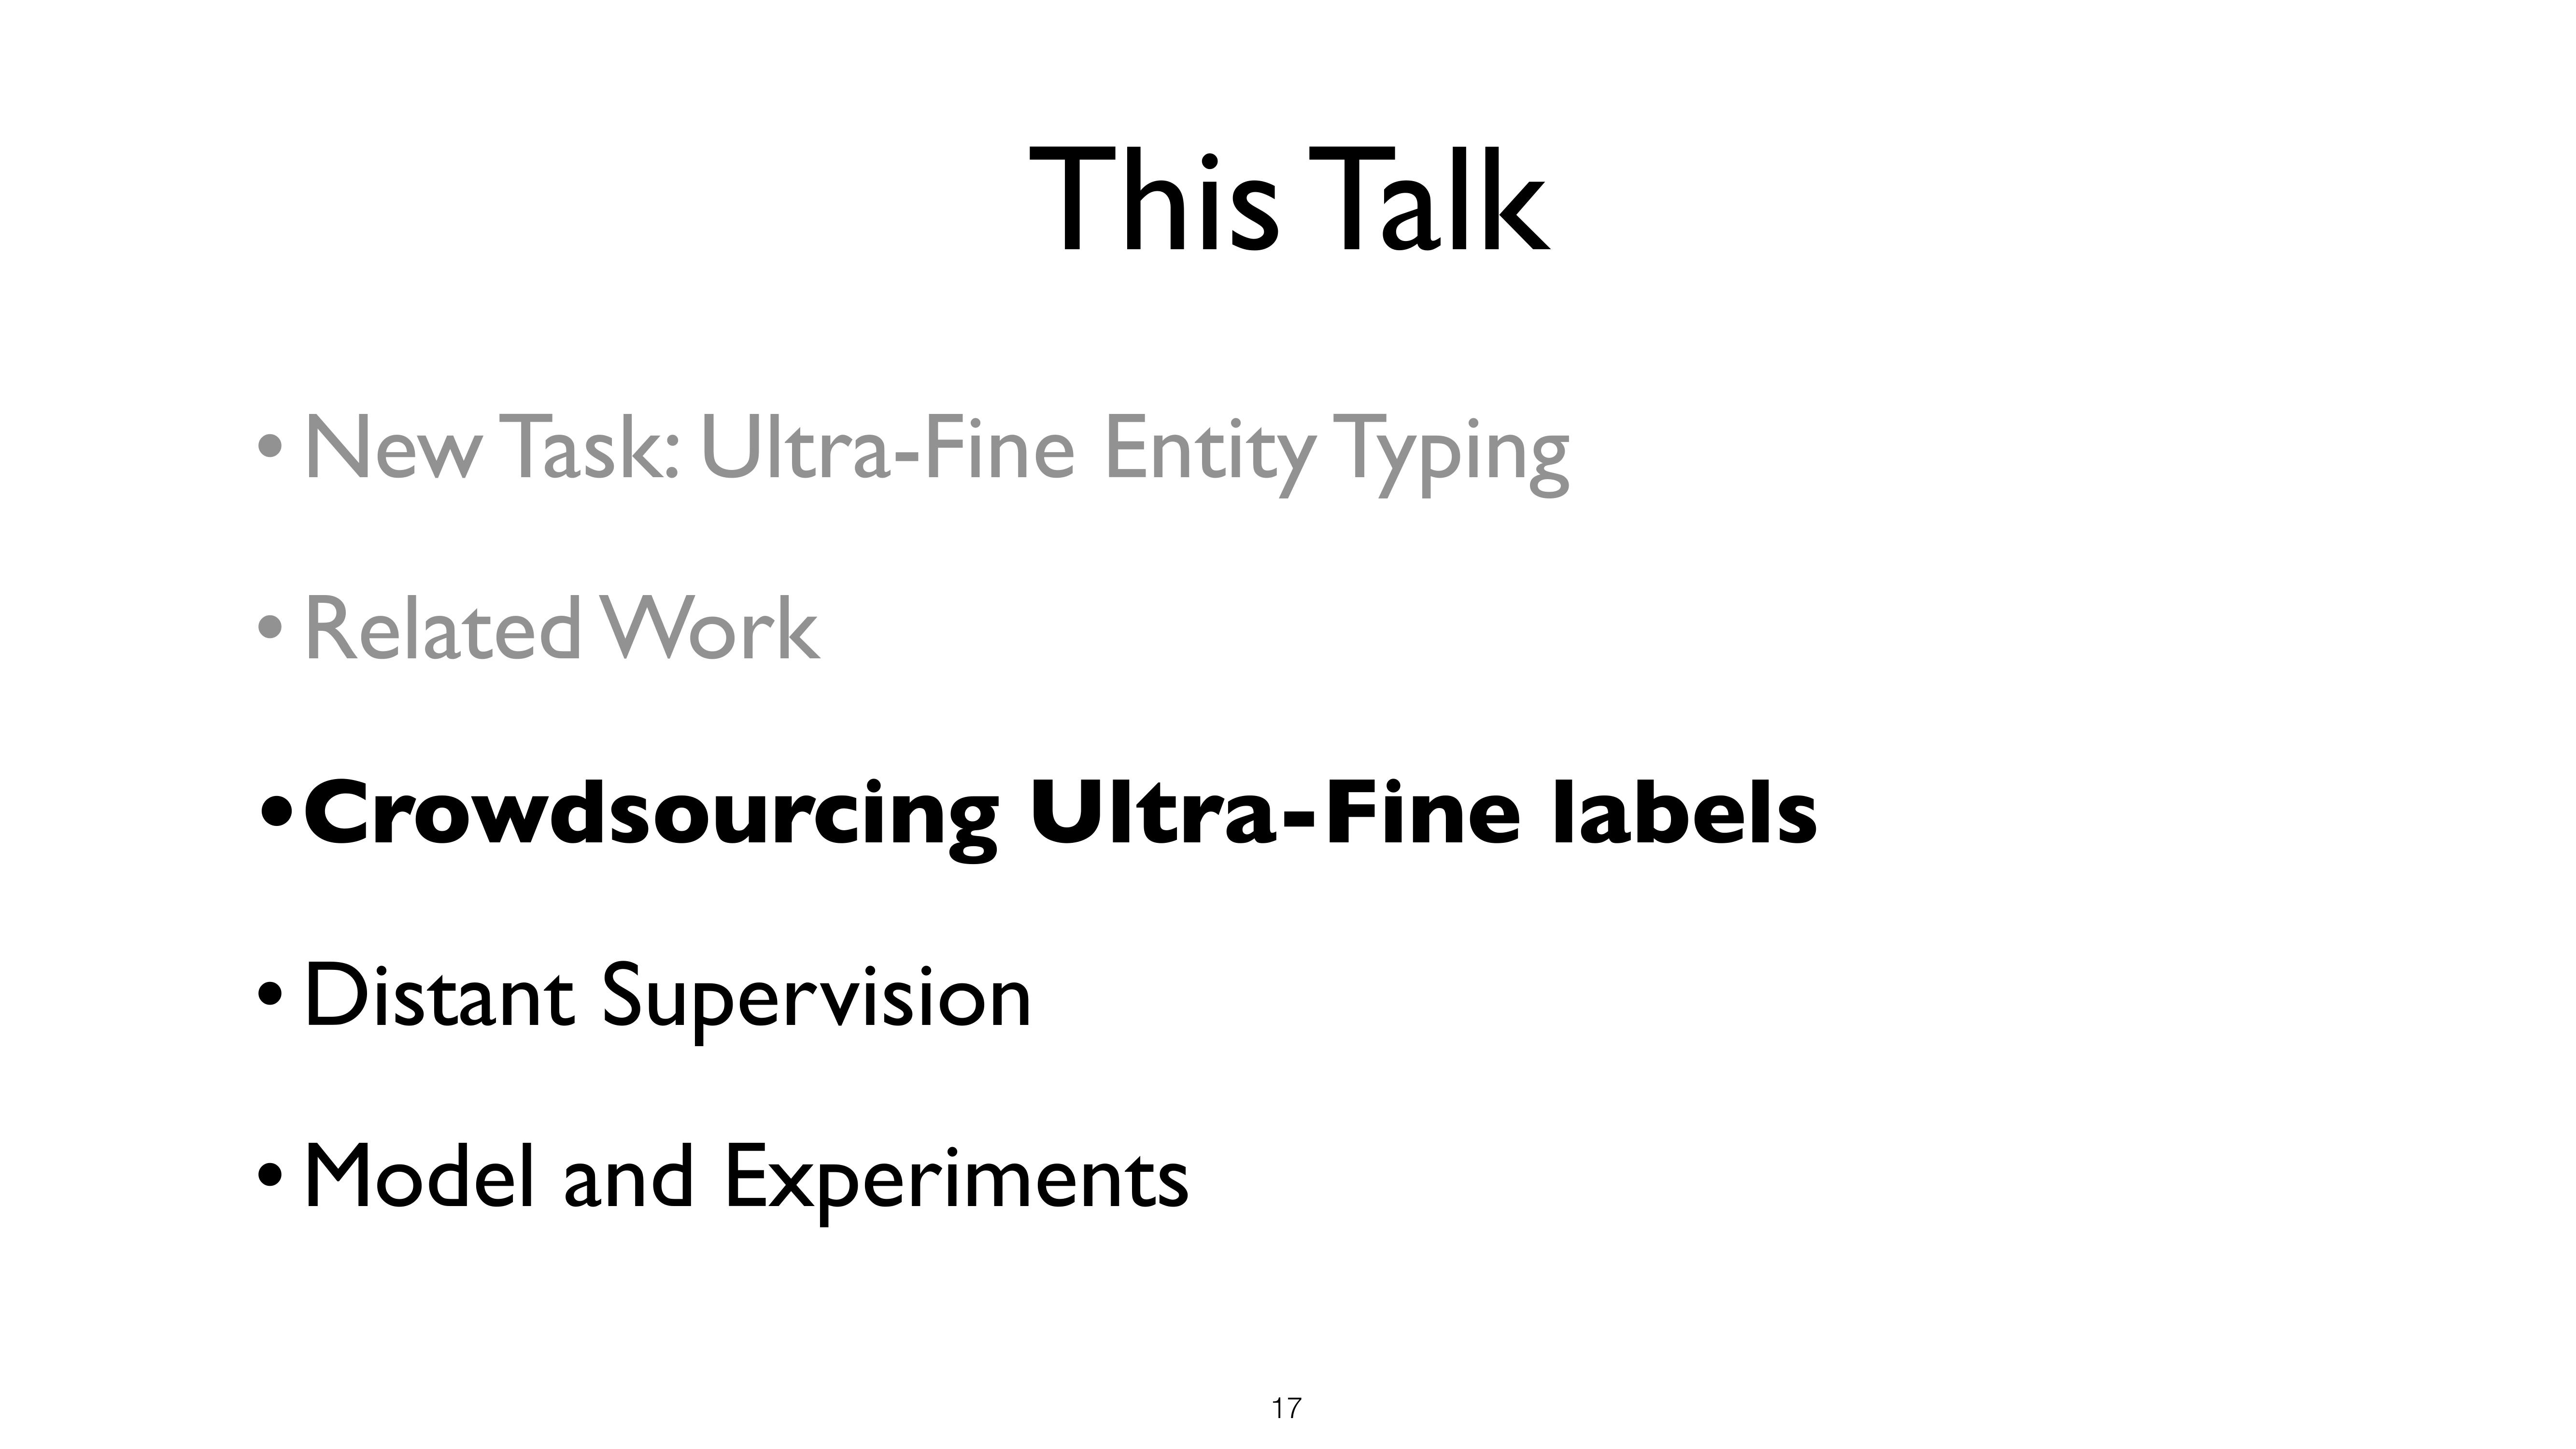 This Talk
• New Task: Ultra-Fine Entity Typing
• Related Work
• Crowdsourcing Ultra-Fine labels
• Distant Supervision
• Model and Experiments
17